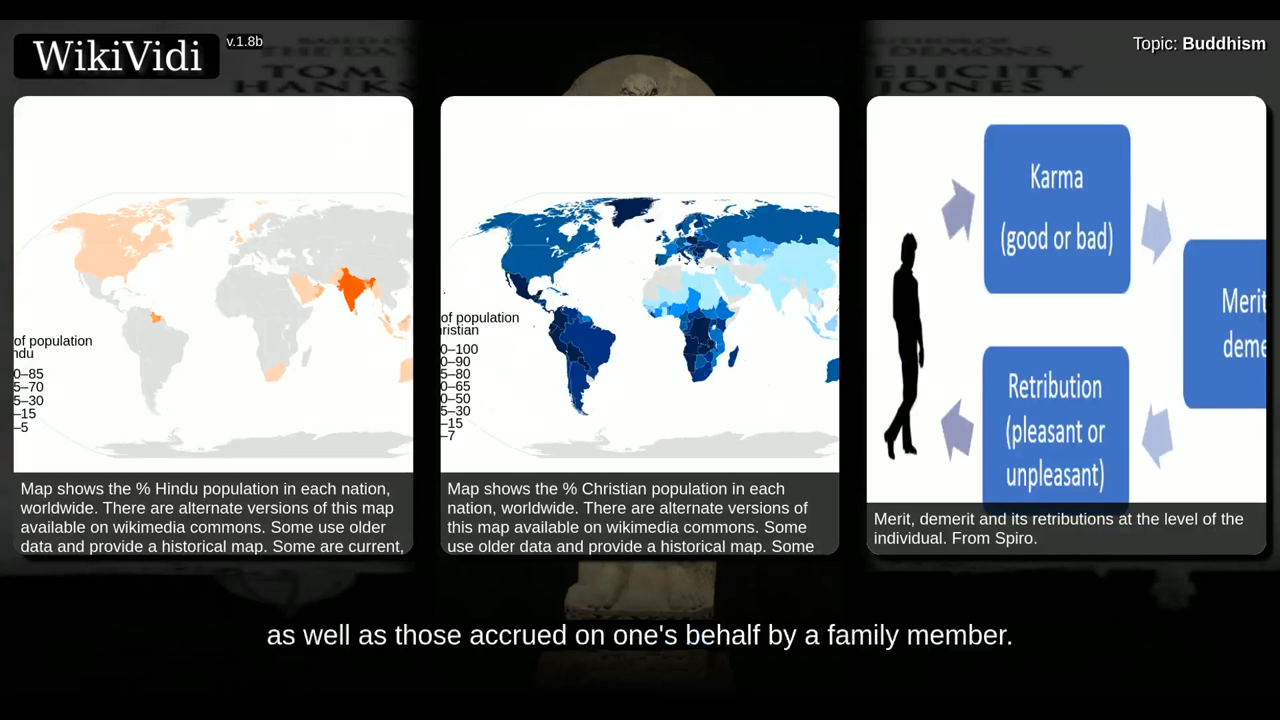 WikiVidi
v.1.8b
Topic: Buddhism
TOM
HANKS
DEMONS
JONES
of population
0–85
5–70
5–30
–15
–5
Map shows the % Hindu population in each nation,
worldwide. There are alternate versions of this map
available on wikimedia commons. Some use older
data and provide a historical map. Some are current,
of population
0–100
0–90
0–80
0–65
0–50
5–30
–15
–7
Map shows the % Christian population in each
nation, worldwide. There are alternate versions of
this map available on wikimedia commons. Some
use older data and provide a historical map. Some
Karma
(good or bad)
Merit
Retribution
(pleasant or
unpleasant)
Merit, demerit and its retributions at the level of the
individual. From Spiro.
as well as those accrued on one's behalf by a family member.